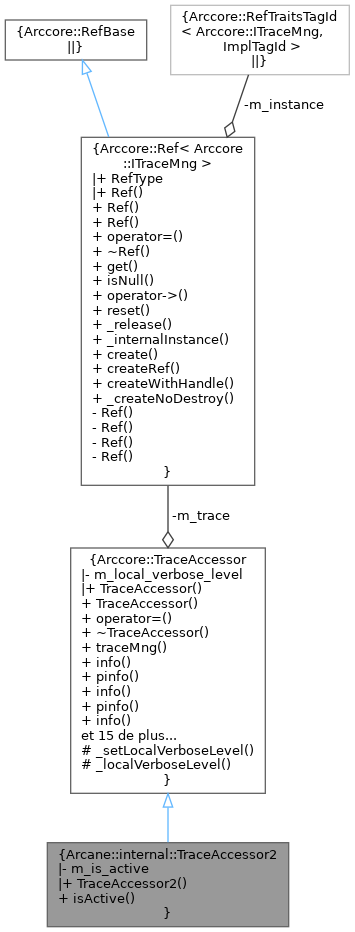 {Arccore::RefBase
||}
{Arccore::RefTraitsTagId
< Arccore::ITraceMng,
ImplTagId >
||}
-m_instance
{Arccore::Ref< Arccore
::ITraceMng >
|+ RefType
|+ Ref()
+ Ref()
+ Ref()
+ operator=()
+ ~Ref()
+ get()
+ isNull()
+ operator->()
+ reset()
+ _release()
+ _internalInstance()
+ create()
+ createRef()
+ createWithHandle()
+ _createNoDestroy()
- Ref()
- Ref()
- Ref()
- Ref()
}
-m_trace
{Arccore::TraceAccessor
|- m_local_verbose_level
|+ TraceAccessor()
+ TraceAccessor()
+ operator=()
+ ~TraceAccessor()
+ traceMng()
+ info()
+ pinfo()
+ info()
+ pinfo()
+ info()
et 15 de plus...
# _setLocalVerboseLevel()
# _localVerboseLevel()
}
{Arcane::internal::TraceAccessor2
|- m_is_active
|+ TraceAccessor2()
+ isActive()
}